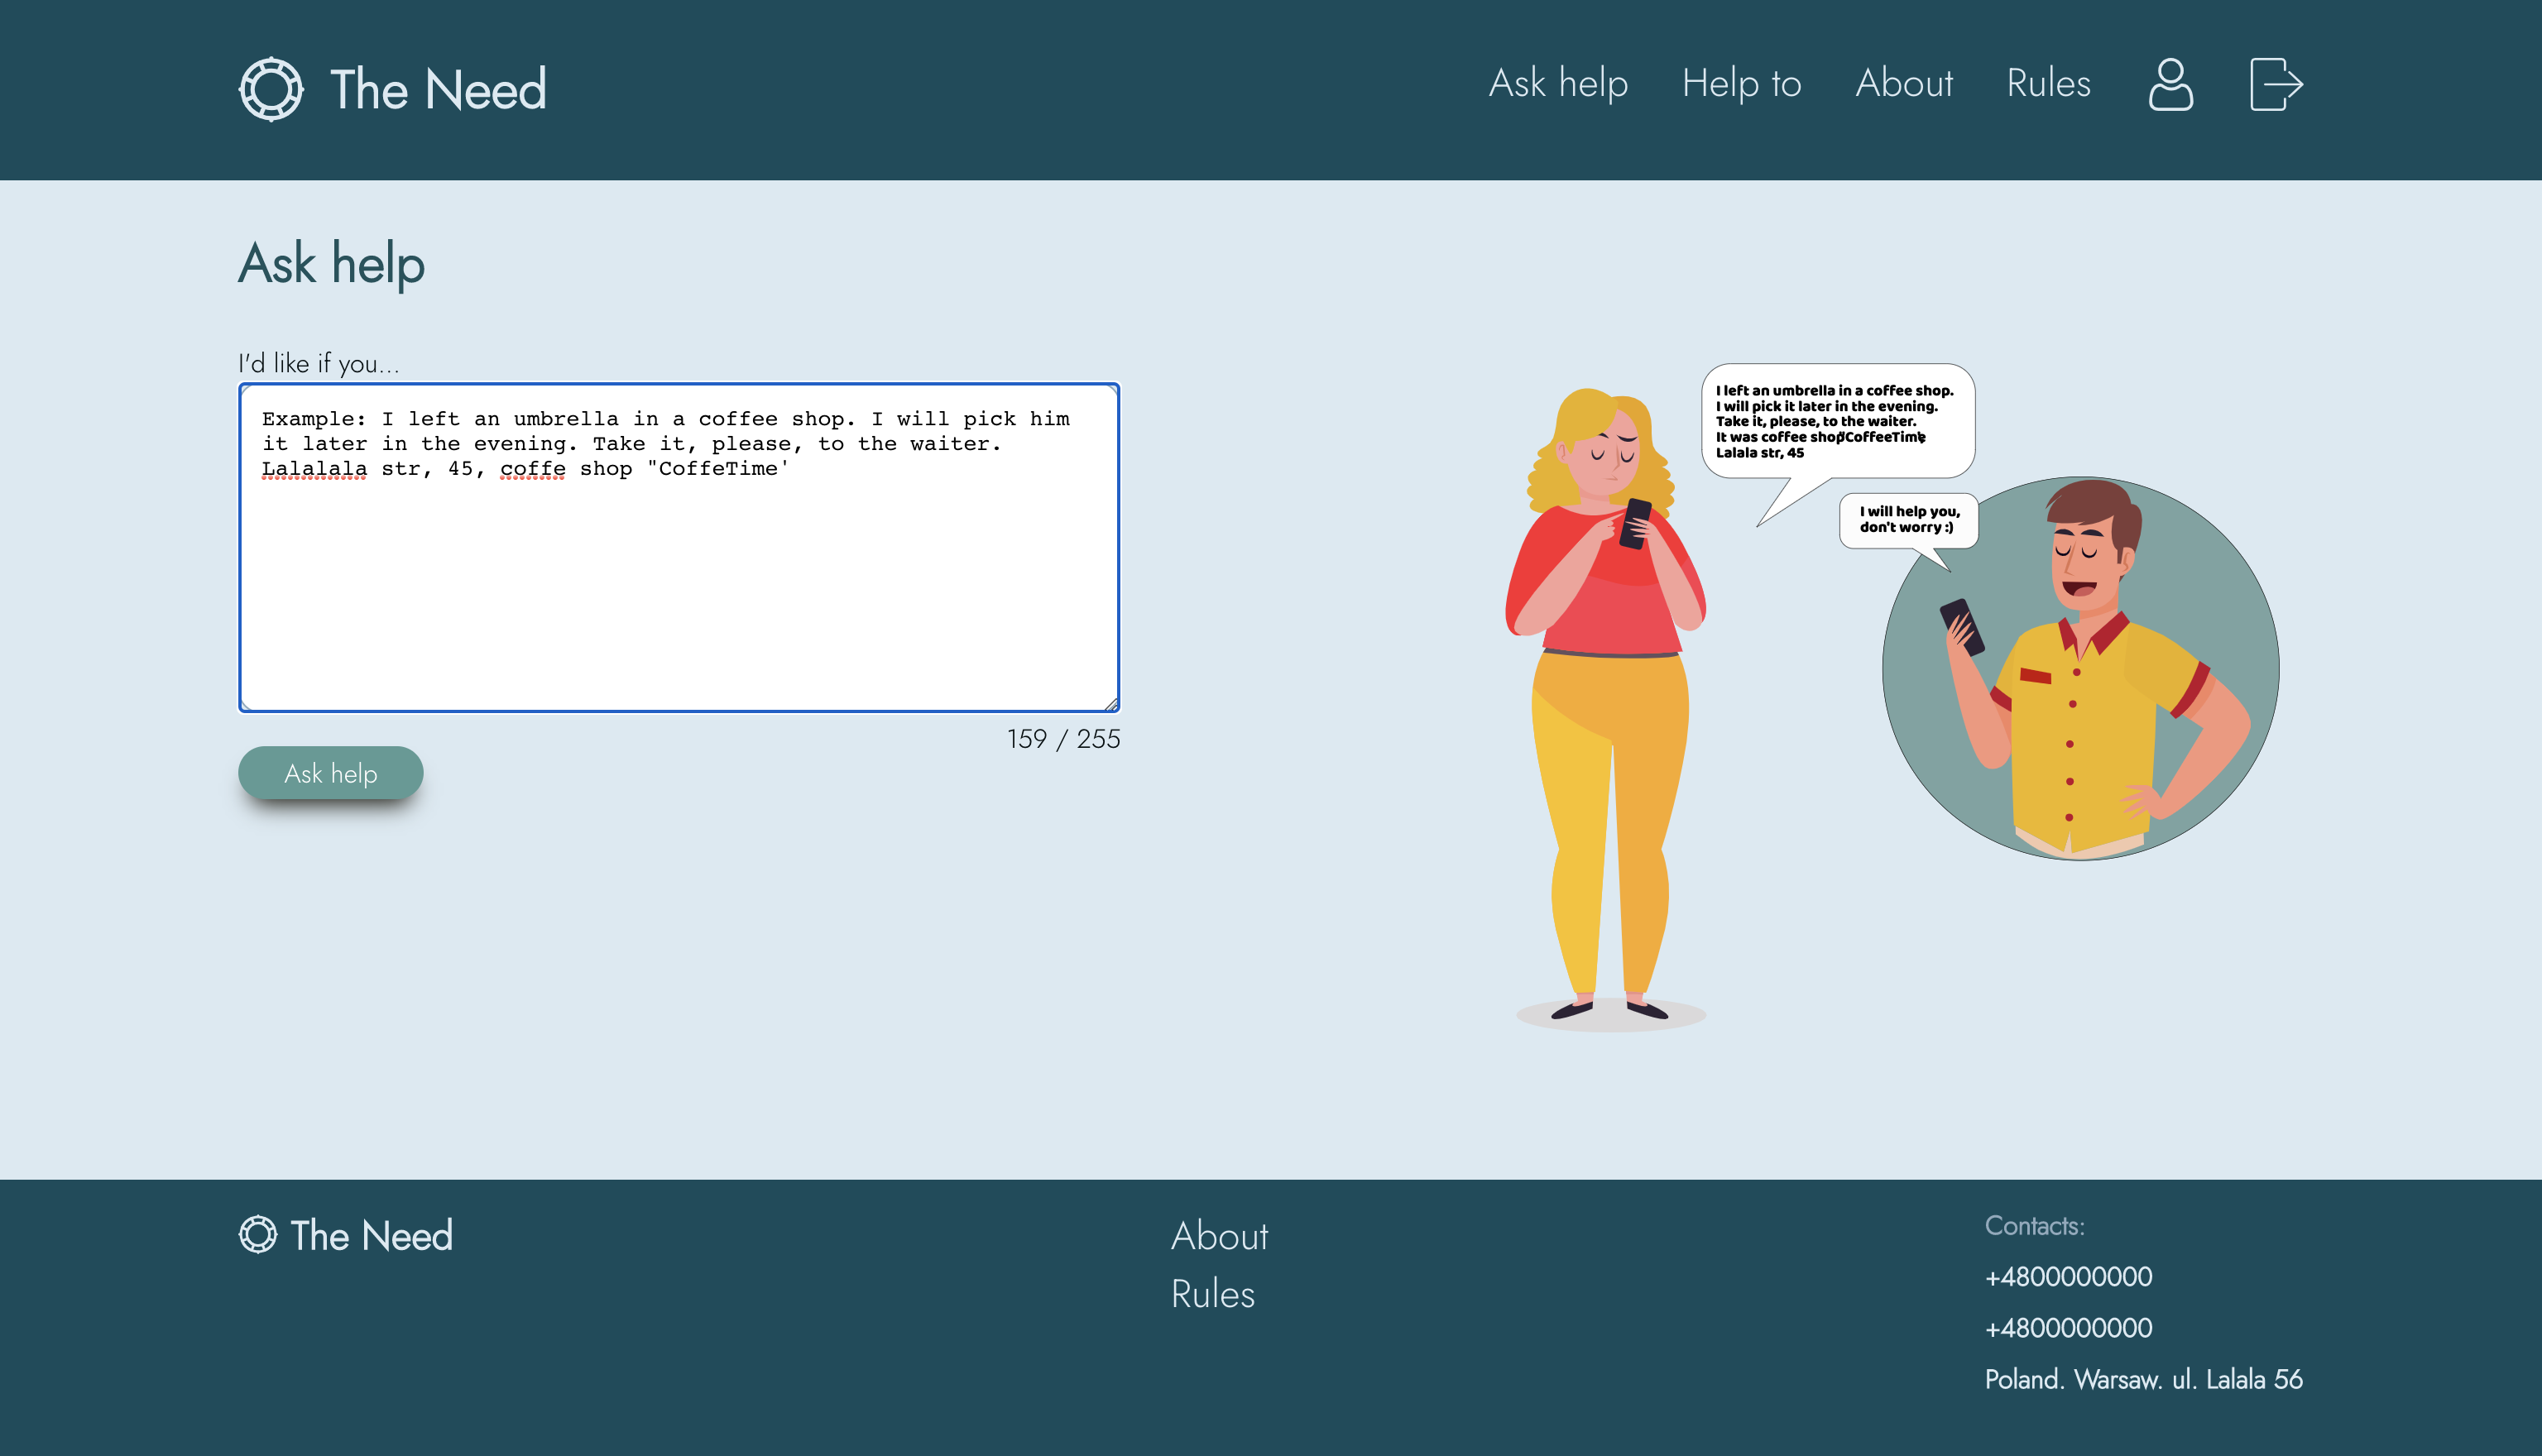 The Need
Ask help
Help to
About
Rules
Ask help
I'd like if you...
Example: I left an umbrella in a coffee shop. I will pick him
it later in the evening. Take it, please, to the waiter.
Lalalala str, 45, coffe shop "CoffeTime'
159 / 255
Ask help
I left an umbrella in a coffee shop.
I will pick it later in the evening.
Take it, please, to the waiter.
It was coffee shop"CoffeeTime"
Lalala str, 45
I will help you,
don't worry :)
The Need
About
Rules
Contacts:
+4800000000
+4800000000
Poland. Warsaw. ul. Lalala 56